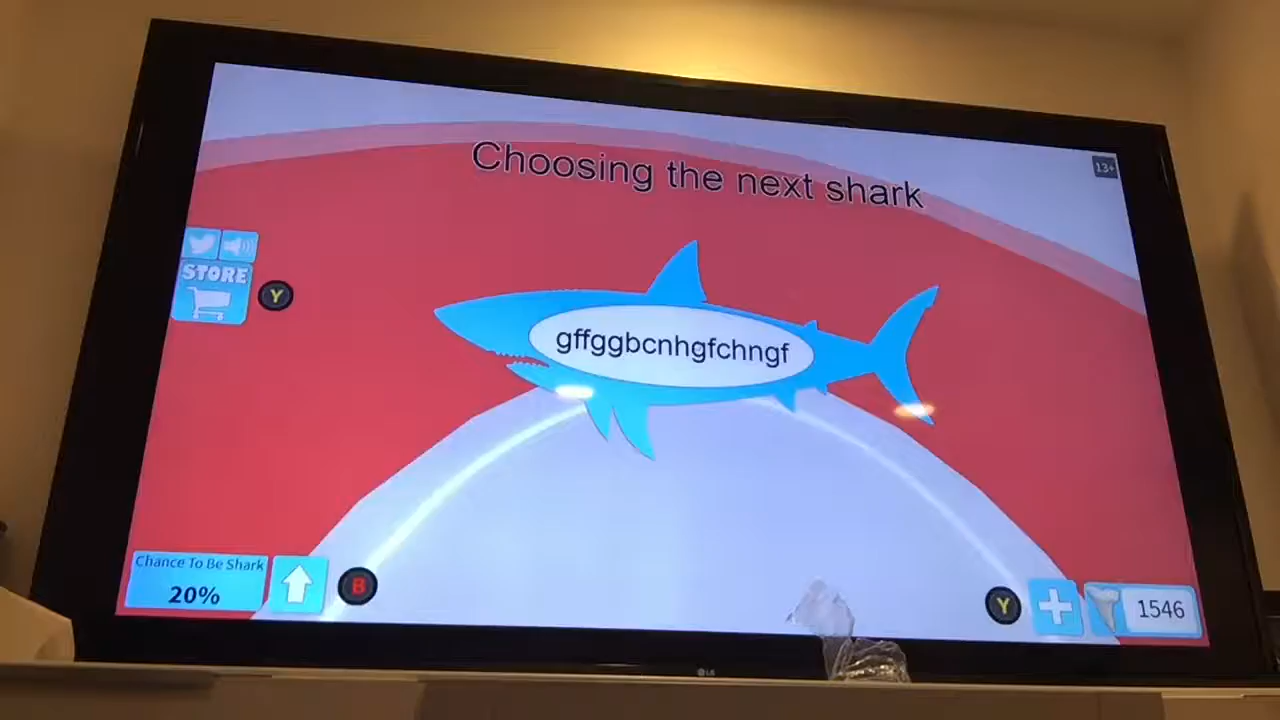 Choosing the next shark
13+
STORE
Y
gffggbcnhgfchngf
Chance To Be Shark
20%
B
Y
1546
LG